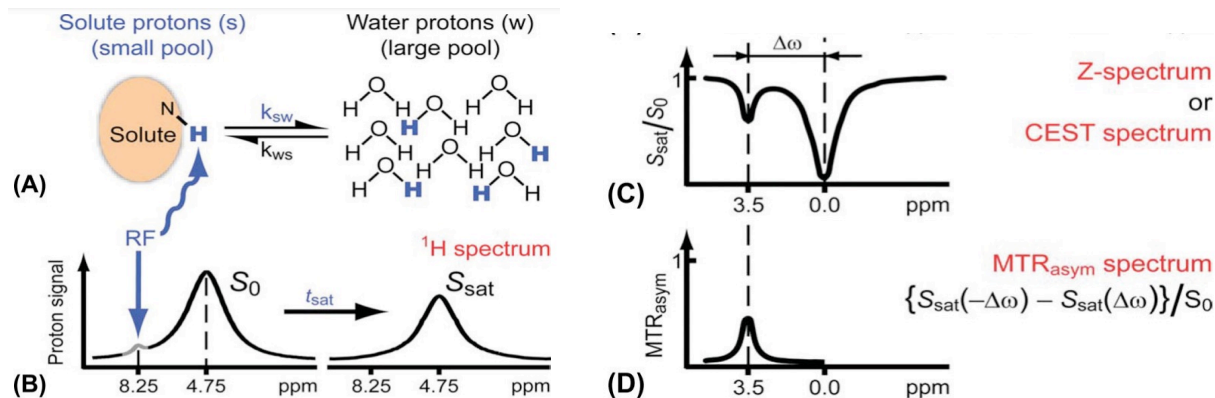 Solute protons (s)
(small pool)
Water protons (w)
(large pool)
N
H
Solute
k_sw
k_ws
O
H H
O
H H
O
H H
O
H H
O
H H
O
H H
O
H H
O
H H
(A)
RF
¹H spectrum
Proton signal
S₀
t_sat
S_sat
8.25 4.75 ppm 8.25 4.75 ppm
(B)
Δω
1
S_sat/S₀
Z-spectrum
or
CEST spectrum
3.5 0.0 ppm
(C)
1
MTR_asym
MTR_asym spectrum
{S_sat(-Δω) – S_sat(Δω)}/S₀
3.5 0.0 ppm
(D)